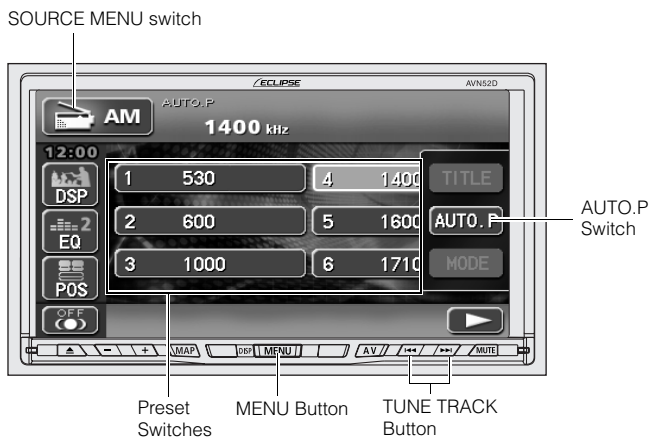 SOURCE MENU switch
ECLIPSE
AVN52D
AM
AUTO.P
1400 kHz
12:00
DSP
2
EQ
POS
OFF
1 530
2 600
3 1000
4 1400
5 1600
6 1710
TITLE
AUTO.P
MODE
AUTO.P
Switch
− + MAP DISP MENU AV MUTE
Preset
Switches
MENU Button
TUNE TRACK
Button